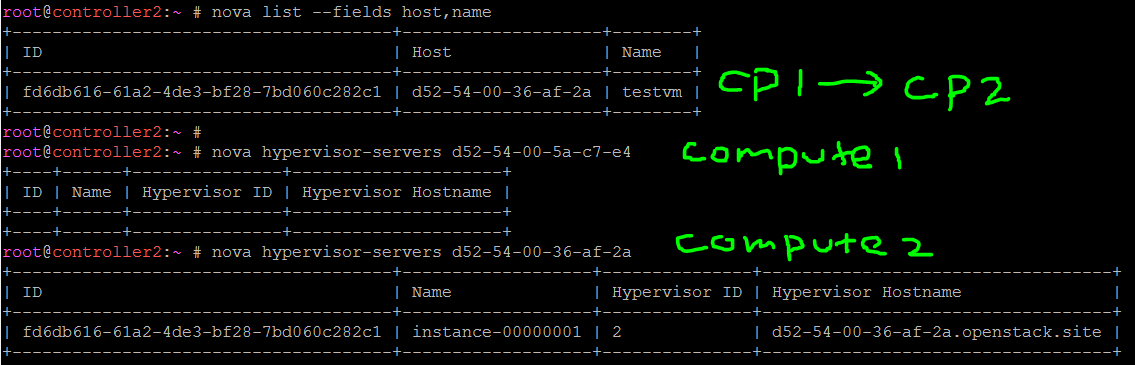 root@controller2:~ # nova list --fields host,name
+--------------------------------------+--------------------+--------+
| ID                                   | Host               | Name   |
+--------------------------------------+--------------------+--------+
| fd6db616-61a2-4de3-bf28-7bd060c282c1 | d52-54-00-36-af-2a | testvm |
+--------------------------------------+--------------------+--------+
CP1 → CP2
root@controller2:~ #
root@controller2:~ # nova hypervisor-servers d52-54-00-5a-c7-e4
compute 1
+----+------+---------------+---------------------+
| ID | Name | Hypervisor ID | Hypervisor Hostname |
+----+------+---------------+---------------------+
+----+------+---------------+---------------------+
root@controller2:~ # nova hypervisor-servers d52-54-00-36-af-2a
compute 2
+--------------------------------------+-------------------+---------------+-----------------------------------+
| ID                                   | Name              | Hypervisor ID | Hypervisor Hostname               |
+--------------------------------------+-------------------+---------------+-----------------------------------+
| fd6db616-61a2-4de3-bf28-7bd060c282c1 | instance-00000001 | 2             | d52-54-00-36-af-2a.openstack.site |
+--------------------------------------+-------------------+---------------+-----------------------------------+